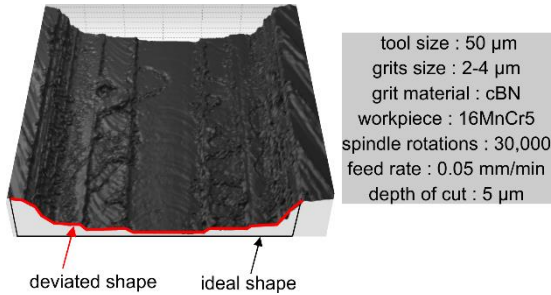 tool size : 50 µm
grits size : 2-4 µm
grit material : cBN
workpiece : 16MnCr5
spindle rotations : 30,000
feed rate : 0.05 mm/min
depth of cut : 5 µm
deviated shape
ideal shape